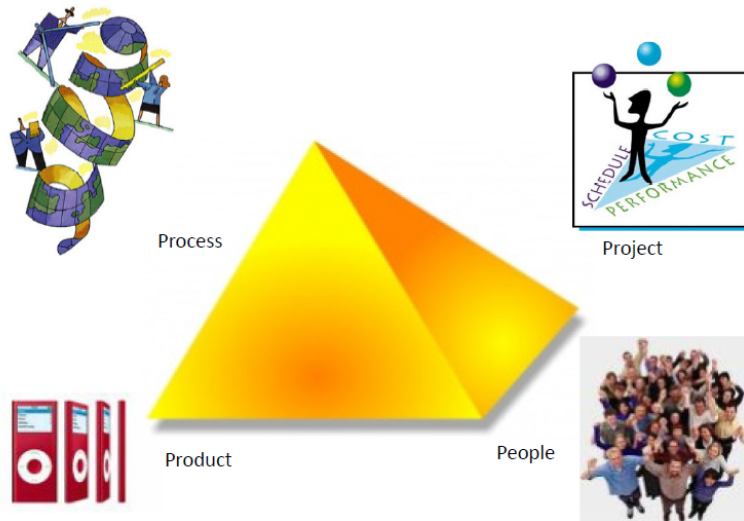 COST
SCHEDULE
PERFORMANCE
Process
Project
Product
People